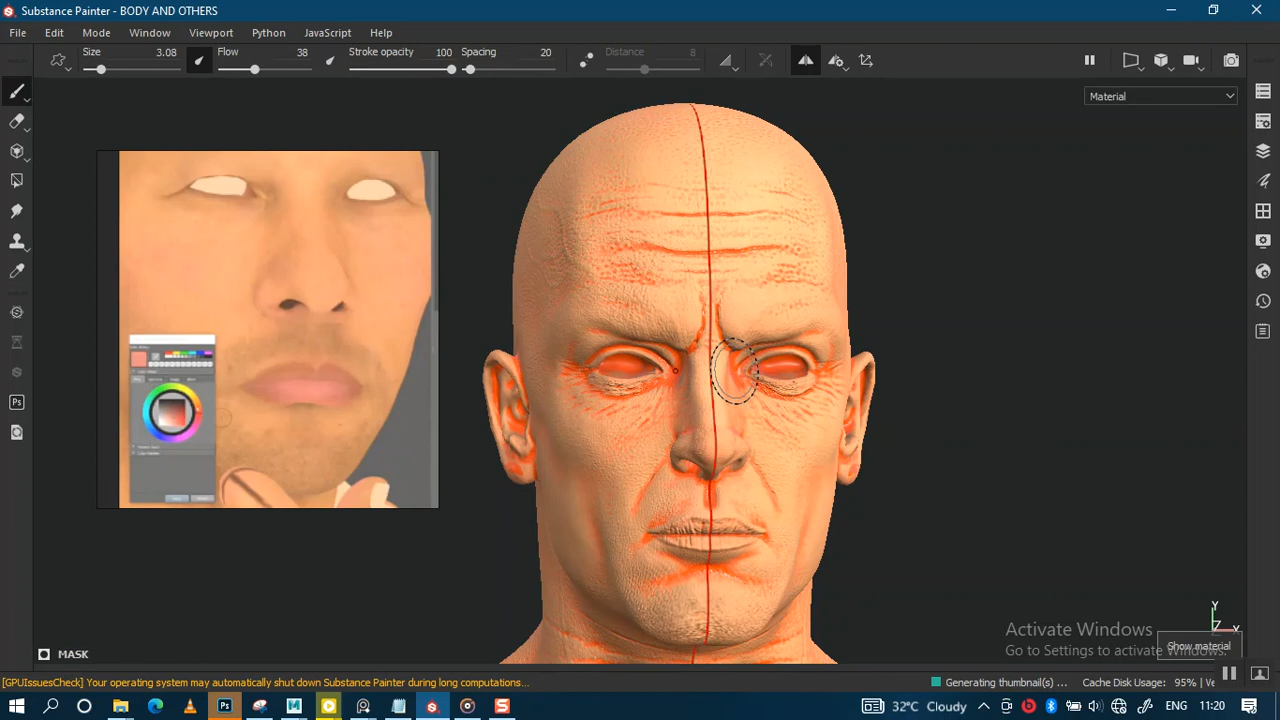 Substance Painter - BODY AND OTHERS
File Edit Mode Window Viewport Python JavaScript Help
Size 3.08 Flow 38 Stroke opacity 100 Spacing 20 Distance 8
Material
Ps
MASK
Y
Z
Activate Windows
Go to Settings to activate Windows.
Show material
[GPUIssuesCheck] Your operating system may automatically shut down Substance Painter during long computations...
Generating thumbnail(s) ... Cache Disk Usage: 95% | Ve
Ps M S 32°C Cloudy ENG 11:20